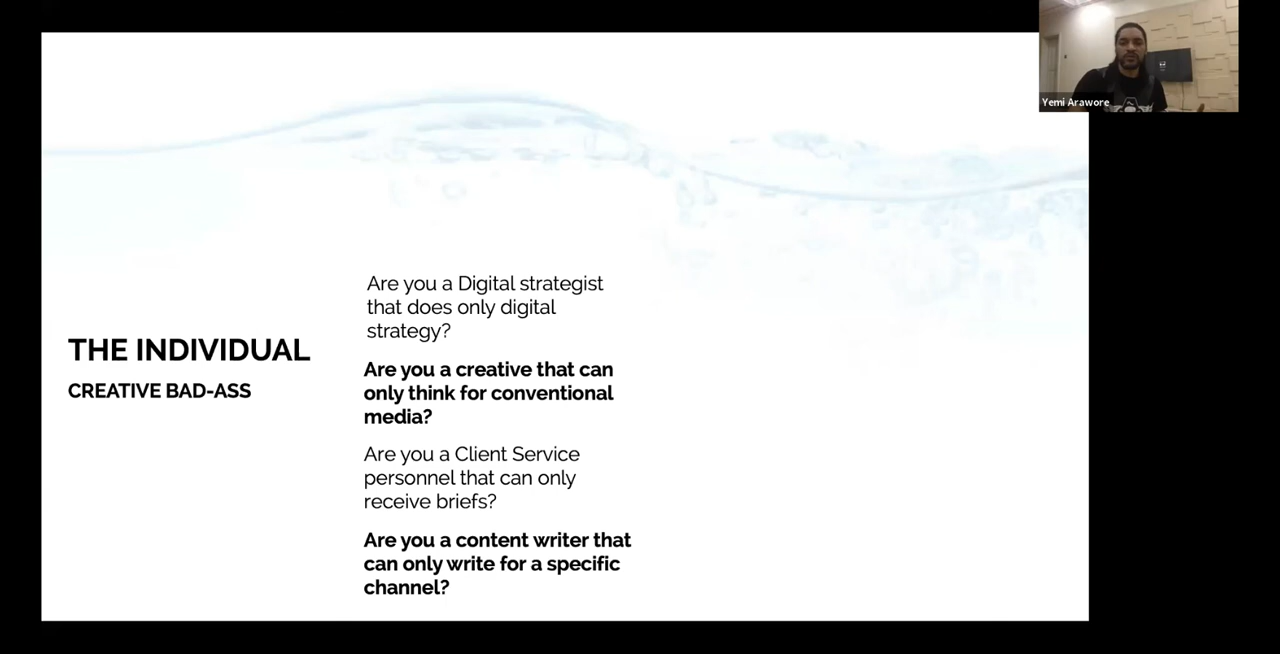 Yemi Arawore
Are you a Digital strategist
that does only digital
strategy?
THE INDIVIDUAL
CREATIVE BAD-ASS
Are you a creative that can
only think for conventional
media?
Are you a Client Service
personnel that can only
receive briefs?
Are you a content writer that
can only write for a specific
channel?